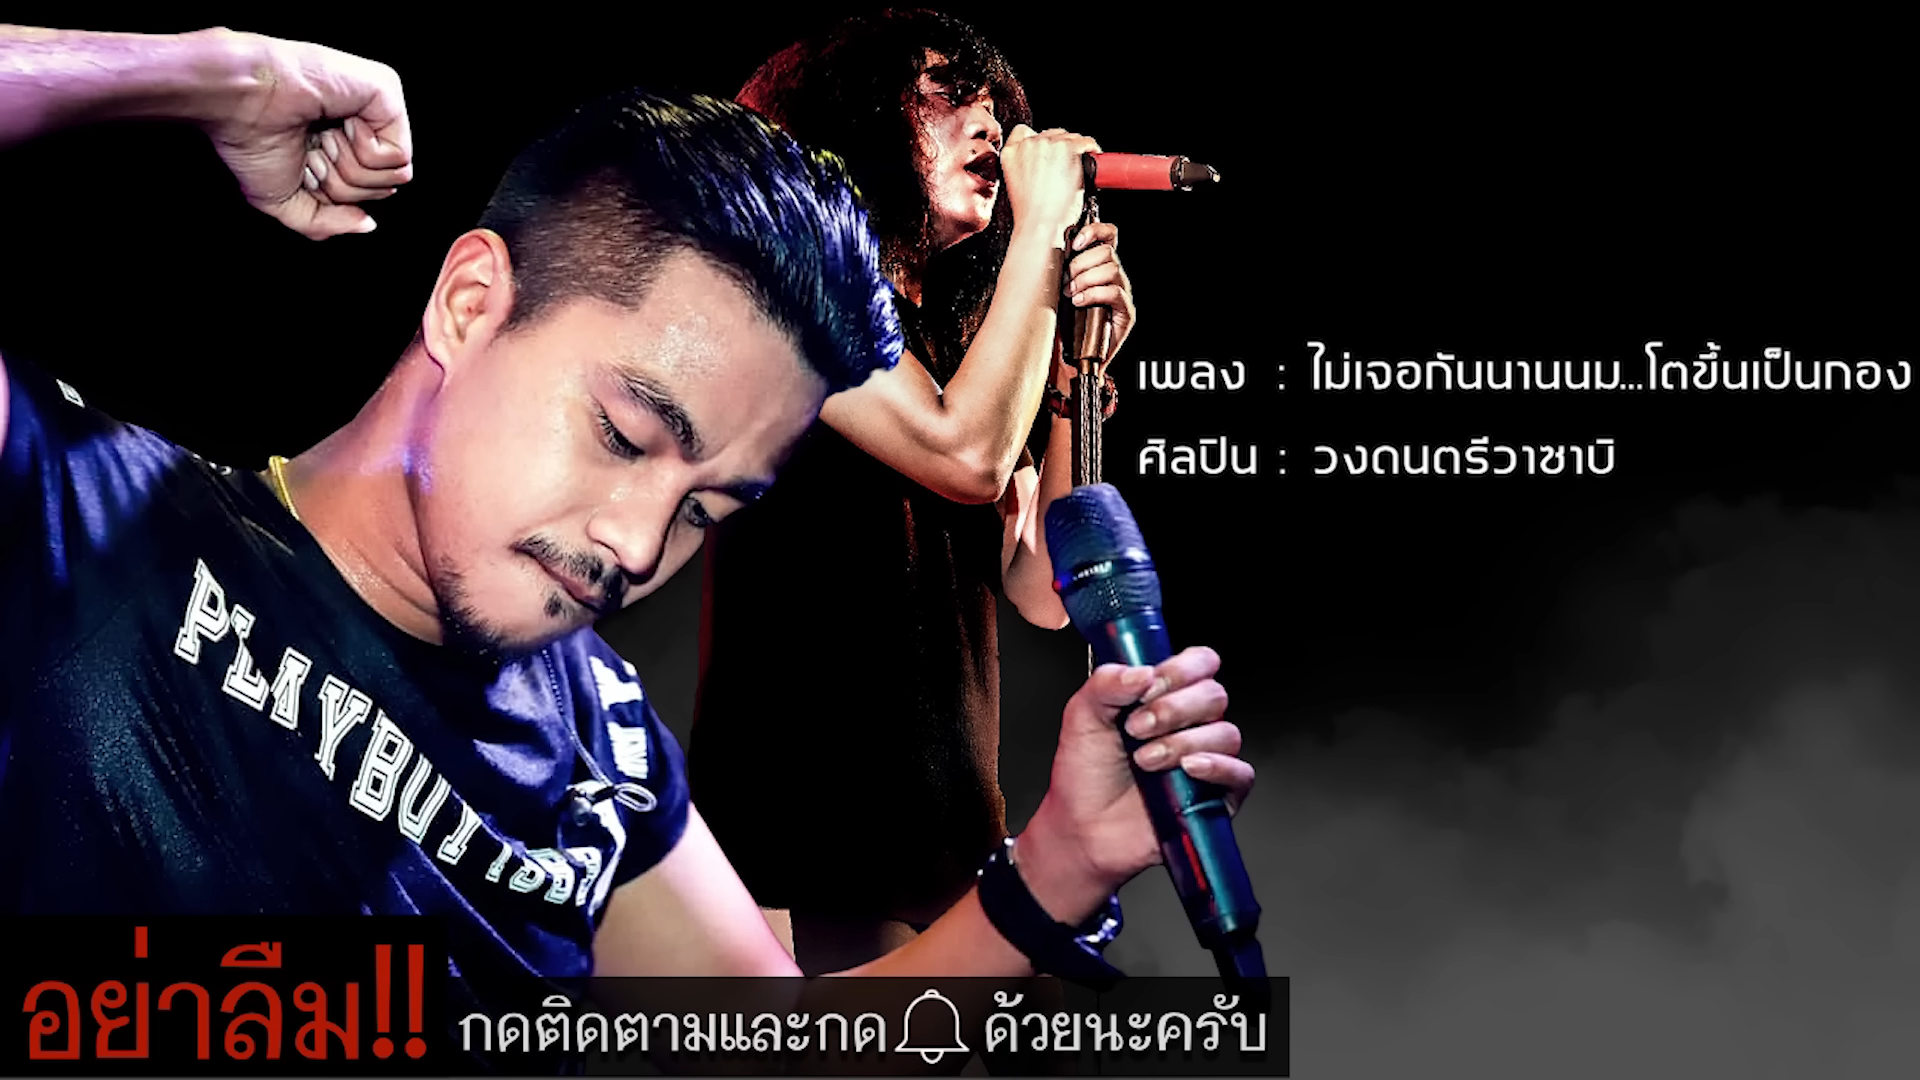 เพลง : ไม่เจอกันนานนม...โตขึ้นเป็นกอง
ศิลปิน : วงดนตรีวาซาบิ
อย่าลืม!! กดติดตามและกด ด้วยนะครับ